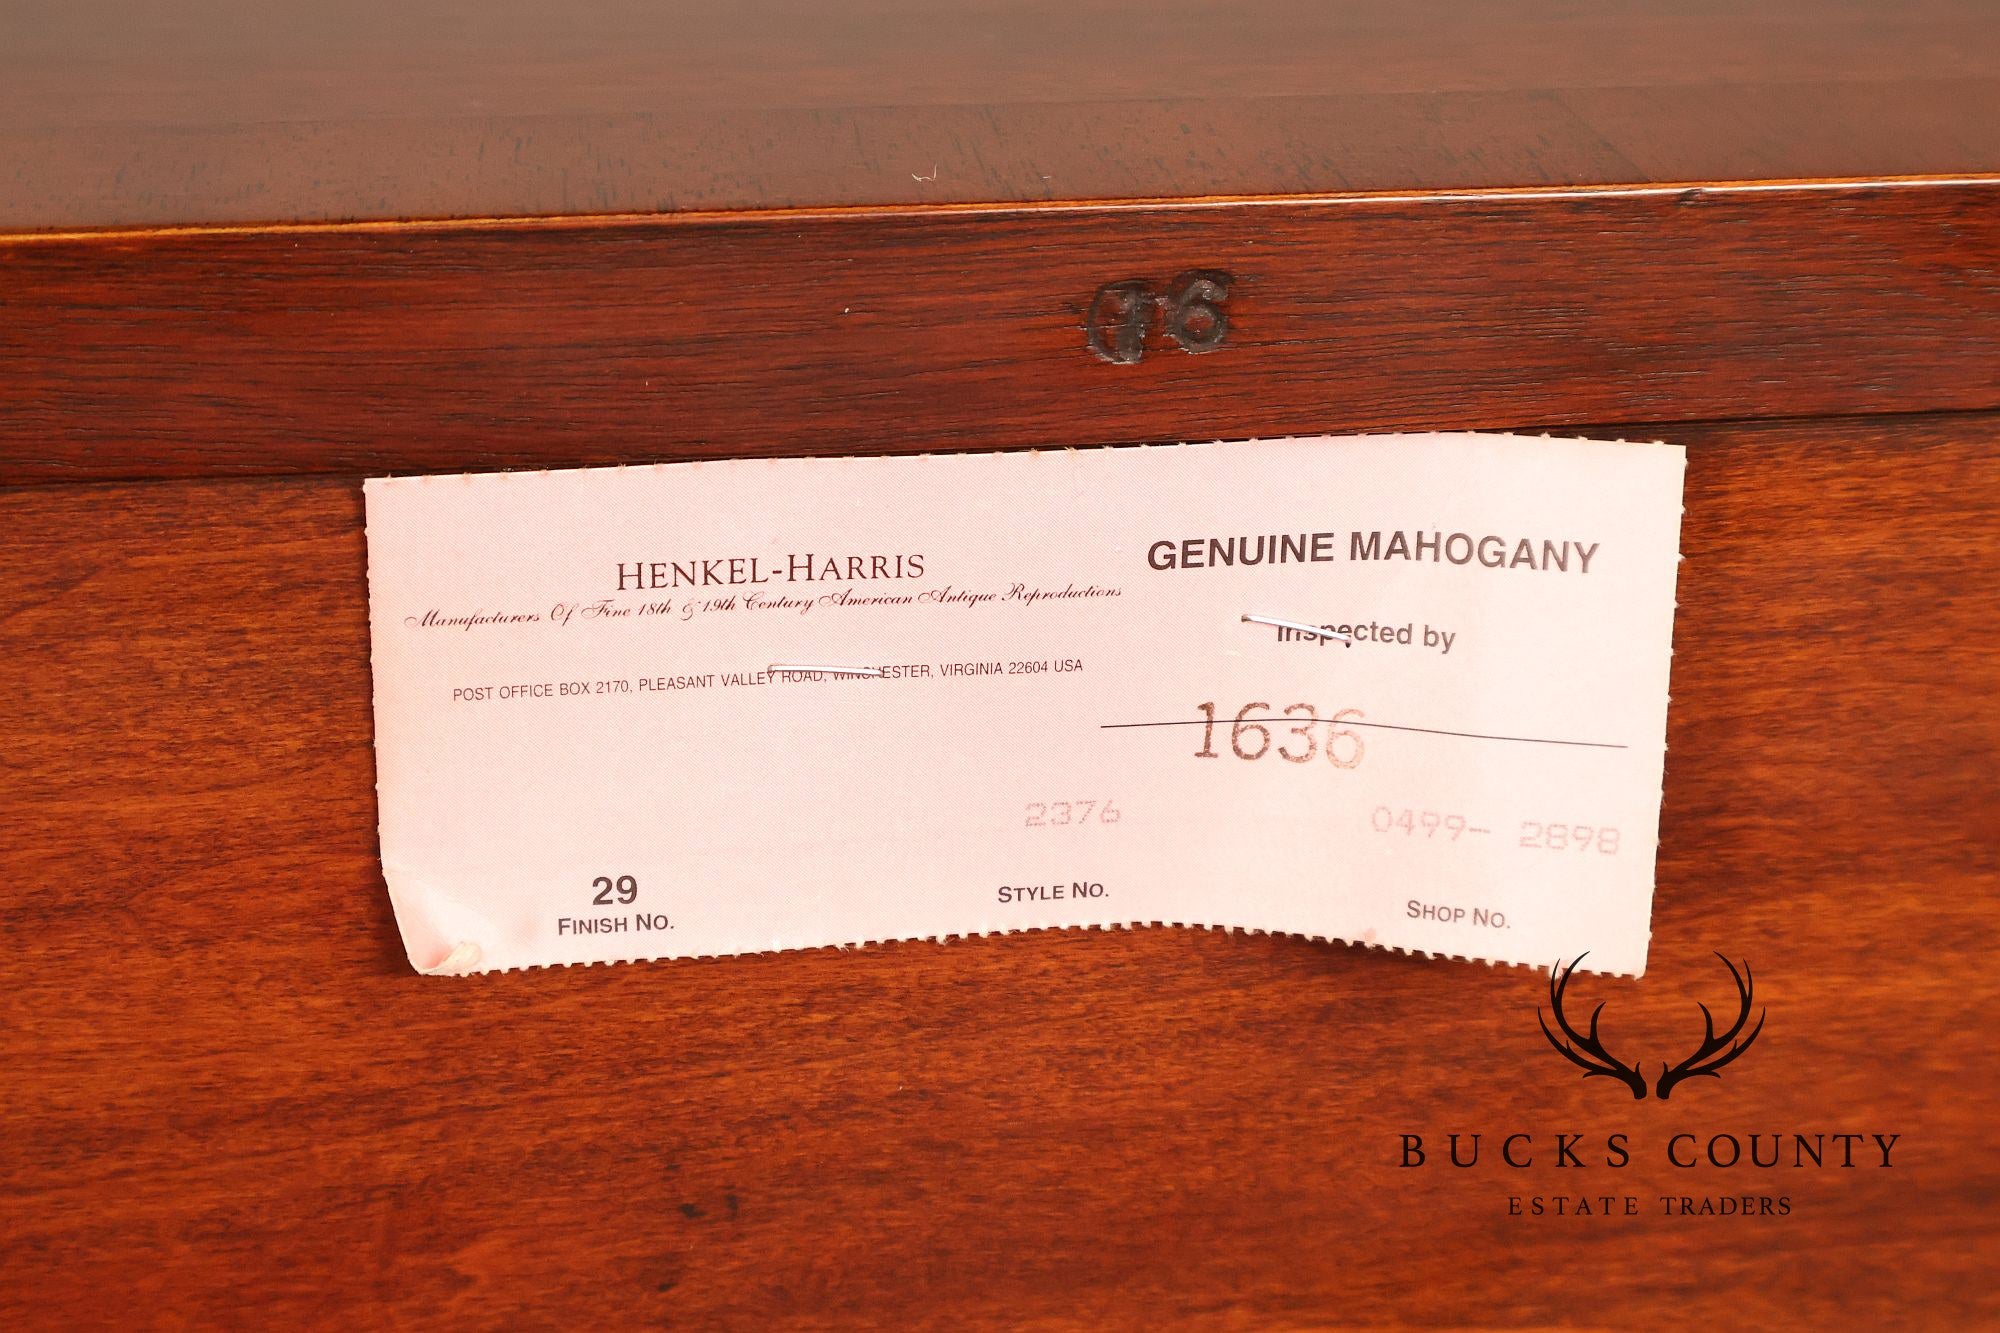 76
HENKEL-HARRIS
Manufacturers Of Fine 18th & 19th Century American Antique Reproductions
POST OFFICE BOX 2170, PLEASANT VALLEY ROAD, WINCHESTER, VIRGINIA 22604 USA
GENUINE MAHOGANY
Inspected by
1636
2376
0499- 2898
29
FINISH NO.
STYLE NO.
SHOP NO.
BUCKS COUNTY
ESTATE TRADERS